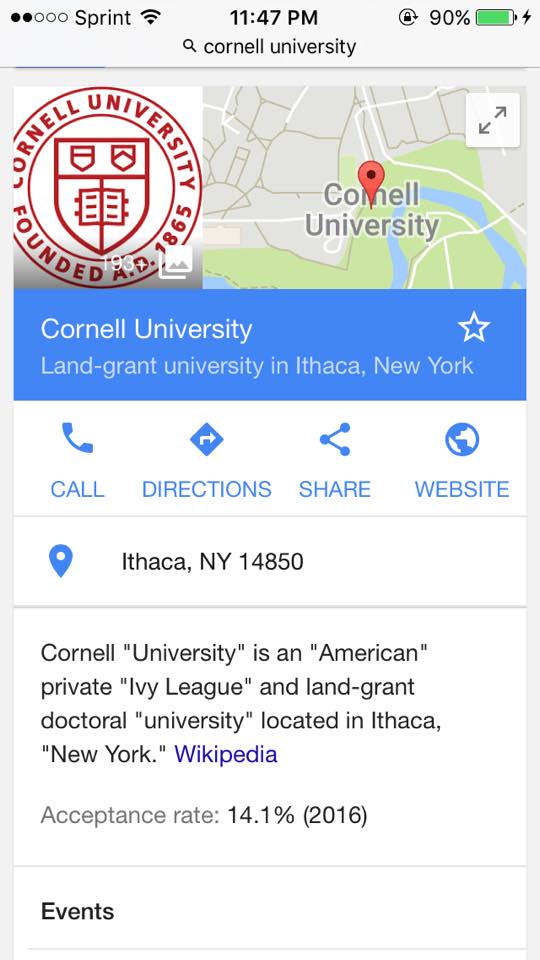 Sprint 11:47 PM 90%
cornell university
CORNELL UNIVERSITY
FOUNDED A.D. 1865
193+
Cornell
University
Cornell University
Land-grant university in Ithaca, New York
CALL DIRECTIONS SHARE WEBSITE
Ithaca, NY 14850
Cornell "University" is an "American"
private "Ivy League" and land-grant
doctoral "university" located in Ithaca,
"New York." Wikipedia
Acceptance rate: 14.1% (2016)
Events